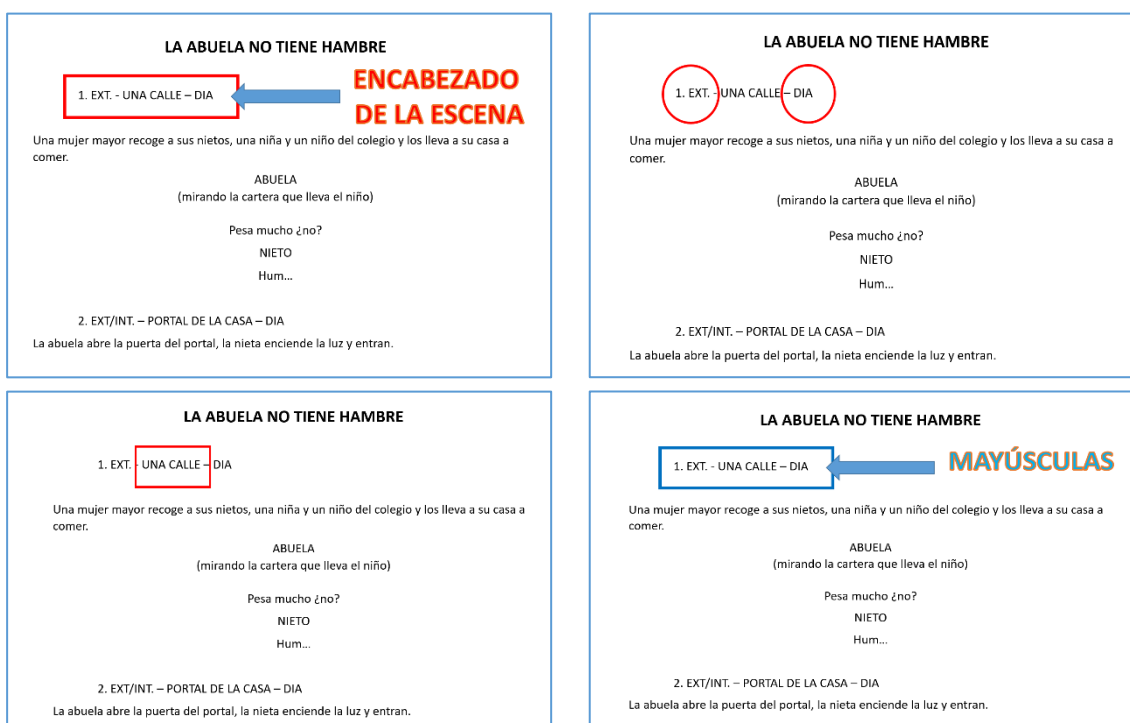 LA ABUELA NO TIENE HAMBRE
1. EXT. - UNA CALLE – DIA
ENCABEZADO
DE LA ESCENA
Una mujer mayor recoge a sus nietos, una niña y un niño del colegio y los lleva a su casa a
comer.
ABUELA
(mirando la cartera que lleva el niño)
Pesa mucho ¿no?
NIETO
Hum...
2. EXT/INT. – PORTAL DE LA CASA – DIA
La abuela abre la puerta del portal, la nieta enciende la luz y entran.
LA ABUELA NO TIENE HAMBRE
1. EXT. - UNA CALLE – DIA
Una mujer mayor recoge a sus nietos, una niña y un niño del colegio y los lleva a su casa a
comer.
ABUELA
(mirando la cartera que lleva el niño)
Pesa mucho ¿no?
NIETO
Hum...
2. EXT/INT. – PORTAL DE LA CASA – DIA
La abuela abre la puerta del portal, la nieta enciende la luz y entran.
LA ABUELA NO TIENE HAMBRE
1. EXT. - UNA CALLE – DIA
Una mujer mayor recoge a sus nietos, una niña y un niño del colegio y los lleva a su casa a
comer.
ABUELA
(mirando la cartera que lleva el niño)
Pesa mucho ¿no?
NIETO
Hum...
2. EXT/INT. – PORTAL DE LA CASA – DIA
La abuela abre la puerta del portal, la nieta enciende la luz y entran.
LA ABUELA NO TIENE HAMBRE
1. EXT. - UNA CALLE – DIA
MAYÚSCULAS
Una mujer mayor recoge a sus nietos, una niña y un niño del colegio y los lleva a su casa a
comer.
ABUELA
(mirando la cartera que lleva el niño)
Pesa mucho ¿no?
NIETO
Hum...
2. EXT/INT. – PORTAL DE LA CASA – DIA
La abuela abre la puerta del portal, la nieta enciende la luz y entran.